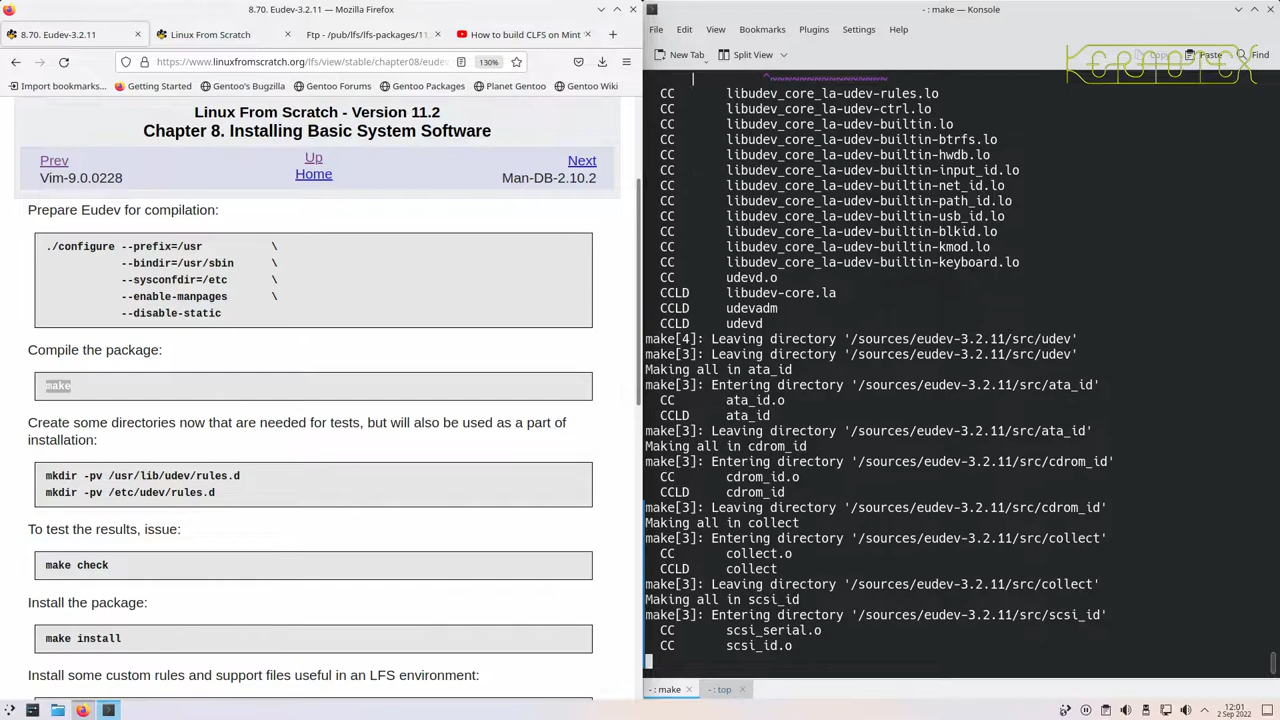 8.70. Eudev-3.2.11 — Mozilla Firefox
8.70. Eudev-3.2.11
Linux From Scratch
Ftp - /pub/lfs/lfs-packages/11.
How to build CLFS on Mint
https://www.linuxfromscratch.org/lfs/view/stable/chapter08/eudev
130%
Import bookmarks...
Getting Started
Gentoo's Bugzilla
Gentoo Forums
Gentoo Packages
Planet Gentoo
Gentoo Wiki
Linux From Scratch - Version 11.2
Chapter 8. Installing Basic System Software
Prev
Up
Next
Vim-9.0.0228
Home
Man-DB-2.10.2
Prepare Eudev for compilation:
./configure --prefix=/usr \
--bindir=/usr/sbin \
--sysconfdir=/etc \
--enable-manpages \
--disable-static
Compile the package:
make
Create some directories now that are needed for tests, but will also be used as a part of
installation:
mkdir -pv /usr/lib/udev/rules.d
mkdir -pv /etc/udev/rules.d
To test the results, issue:
make check
Install the package:
make install
Install some custom rules and support files useful in an LFS environment:
- : make — Konsole
File Edit View Bookmarks Plugins Settings Help
New Tab Split View Copy Paste Find
KERNOTEX
| ^~~~~~~~~~~~~~~~~
CC libudev_core_la-udev-rules.lo
CC libudev_core_la-udev-ctrl.lo
CC libudev_core_la-udev-builtin.lo
CC libudev_core_la-udev-builtin-btrfs.lo
CC libudev_core_la-udev-builtin-hwdb.lo
CC libudev_core_la-udev-builtin-input_id.lo
CC libudev_core_la-udev-builtin-net_id.lo
CC libudev_core_la-udev-builtin-path_id.lo
CC libudev_core_la-udev-builtin-usb_id.lo
CC libudev_core_la-udev-builtin-blkid.lo
CC libudev_core_la-udev-builtin-kmod.lo
CC libudev_core_la-udev-builtin-keyboard.lo
CC udevd.o
CCLD libudev-core.la
CCLD udevadm
CCLD udevd
make[4]: Leaving directory '/sources/eudev-3.2.11/src/udev'
make[3]: Leaving directory '/sources/eudev-3.2.11/src/udev'
Making all in ata_id
make[3]: Entering directory '/sources/eudev-3.2.11/src/ata_id'
CC ata_id.o
CCLD ata_id
make[3]: Leaving directory '/sources/eudev-3.2.11/src/ata_id'
Making all in cdrom_id
make[3]: Entering directory '/sources/eudev-3.2.11/src/cdrom_id'
CC cdrom_id.o
CCLD cdrom_id
make[3]: Leaving directory '/sources/eudev-3.2.11/src/cdrom_id'
Making all in collect
make[3]: Entering directory '/sources/eudev-3.2.11/src/collect'
CC collect.o
CCLD collect
make[3]: Leaving directory '/sources/eudev-3.2.11/src/collect'
Making all in scsi_id
make[3]: Entering directory '/sources/eudev-3.2.11/src/scsi_id'
CC scsi_serial.o
CC scsi_id.o
- : make
- : top
12:01
2 Sep 2022